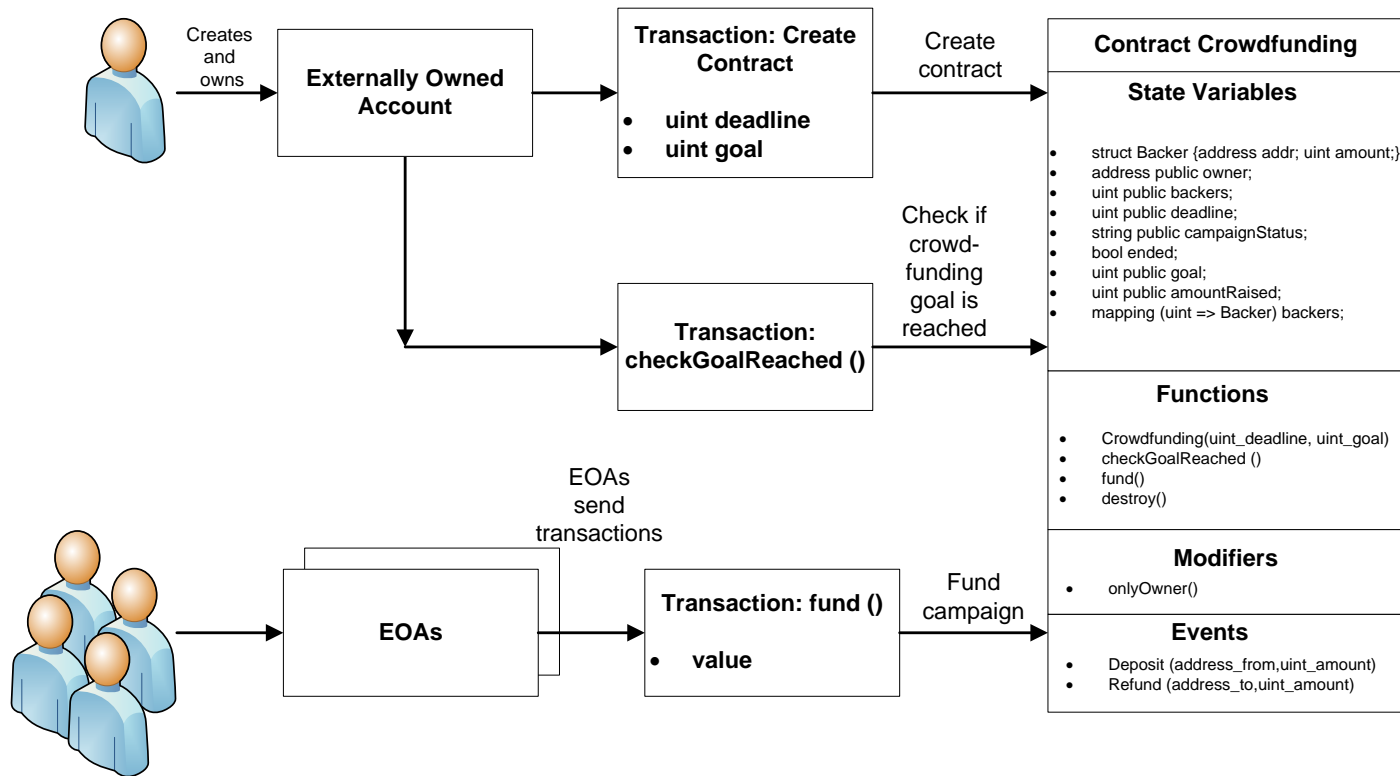 Creates
and
owns
Externally Owned
Account
Transaction: Create
Contract
• uint deadline
• uint goal
Create
contract
Check if
crowd-
funding
goal is
reached
Transaction:
checkGoalReached ()
EOAs
send
transactions
EOAs
Transaction: fund ()
• value
Fund
campaign
Contract Crowdfunding
State Variables
• struct Backer {address addr; uint amount;}
• address public owner;
• uint public backers;
• uint public deadline;
• string public campaignStatus;
• bool ended;
• uint public goal;
• uint public amountRaised;
• mapping (uint => Backer) backers;
Functions
• Crowdfunding(uint_deadline, uint_goal)
• checkGoalReached ()
• fund()
• destroy()
Modifiers
• onlyOwner()
Events
• Deposit (address_from,uint_amount)
• Refund (address_to,uint_amount)